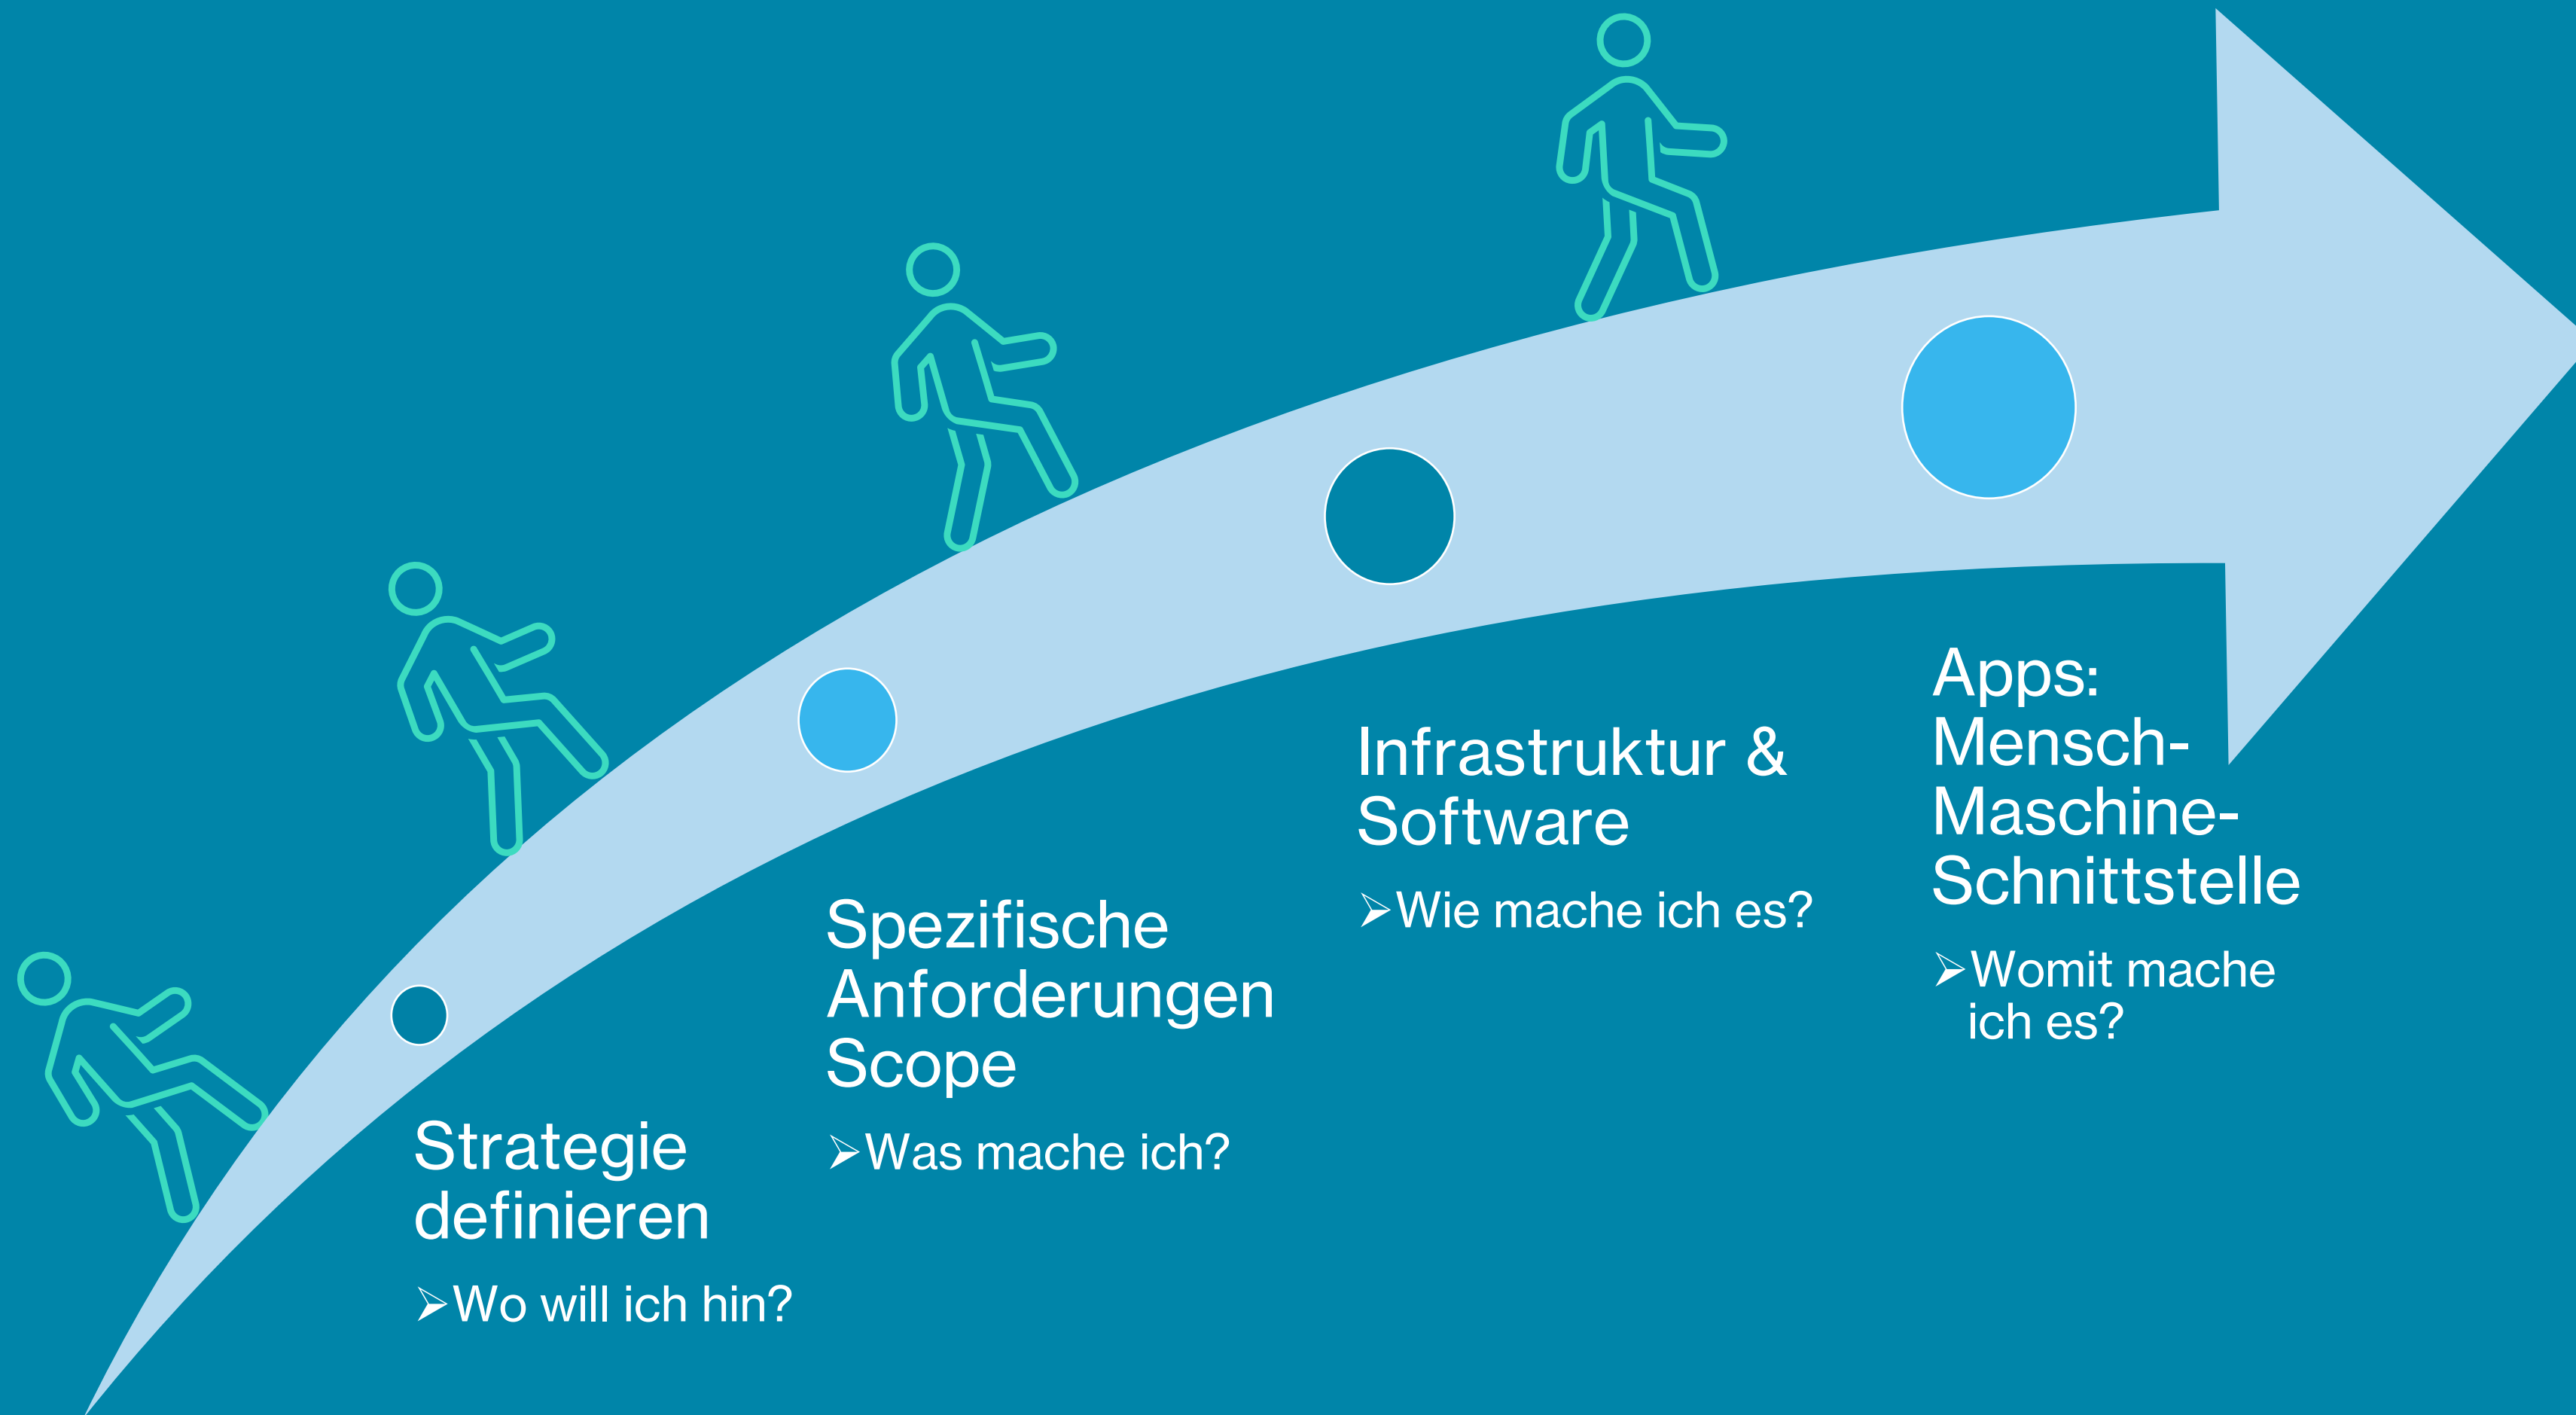 Strategie
definieren
➢Wo will ich hin?
Spezifische
Anforderungen
Scope
➢Was mache ich?
Infrastruktur &
Software
➢Wie mache ich es?
Apps:
Mensch-
Maschine-
Schnittstelle
➢Womit mache
ich es?